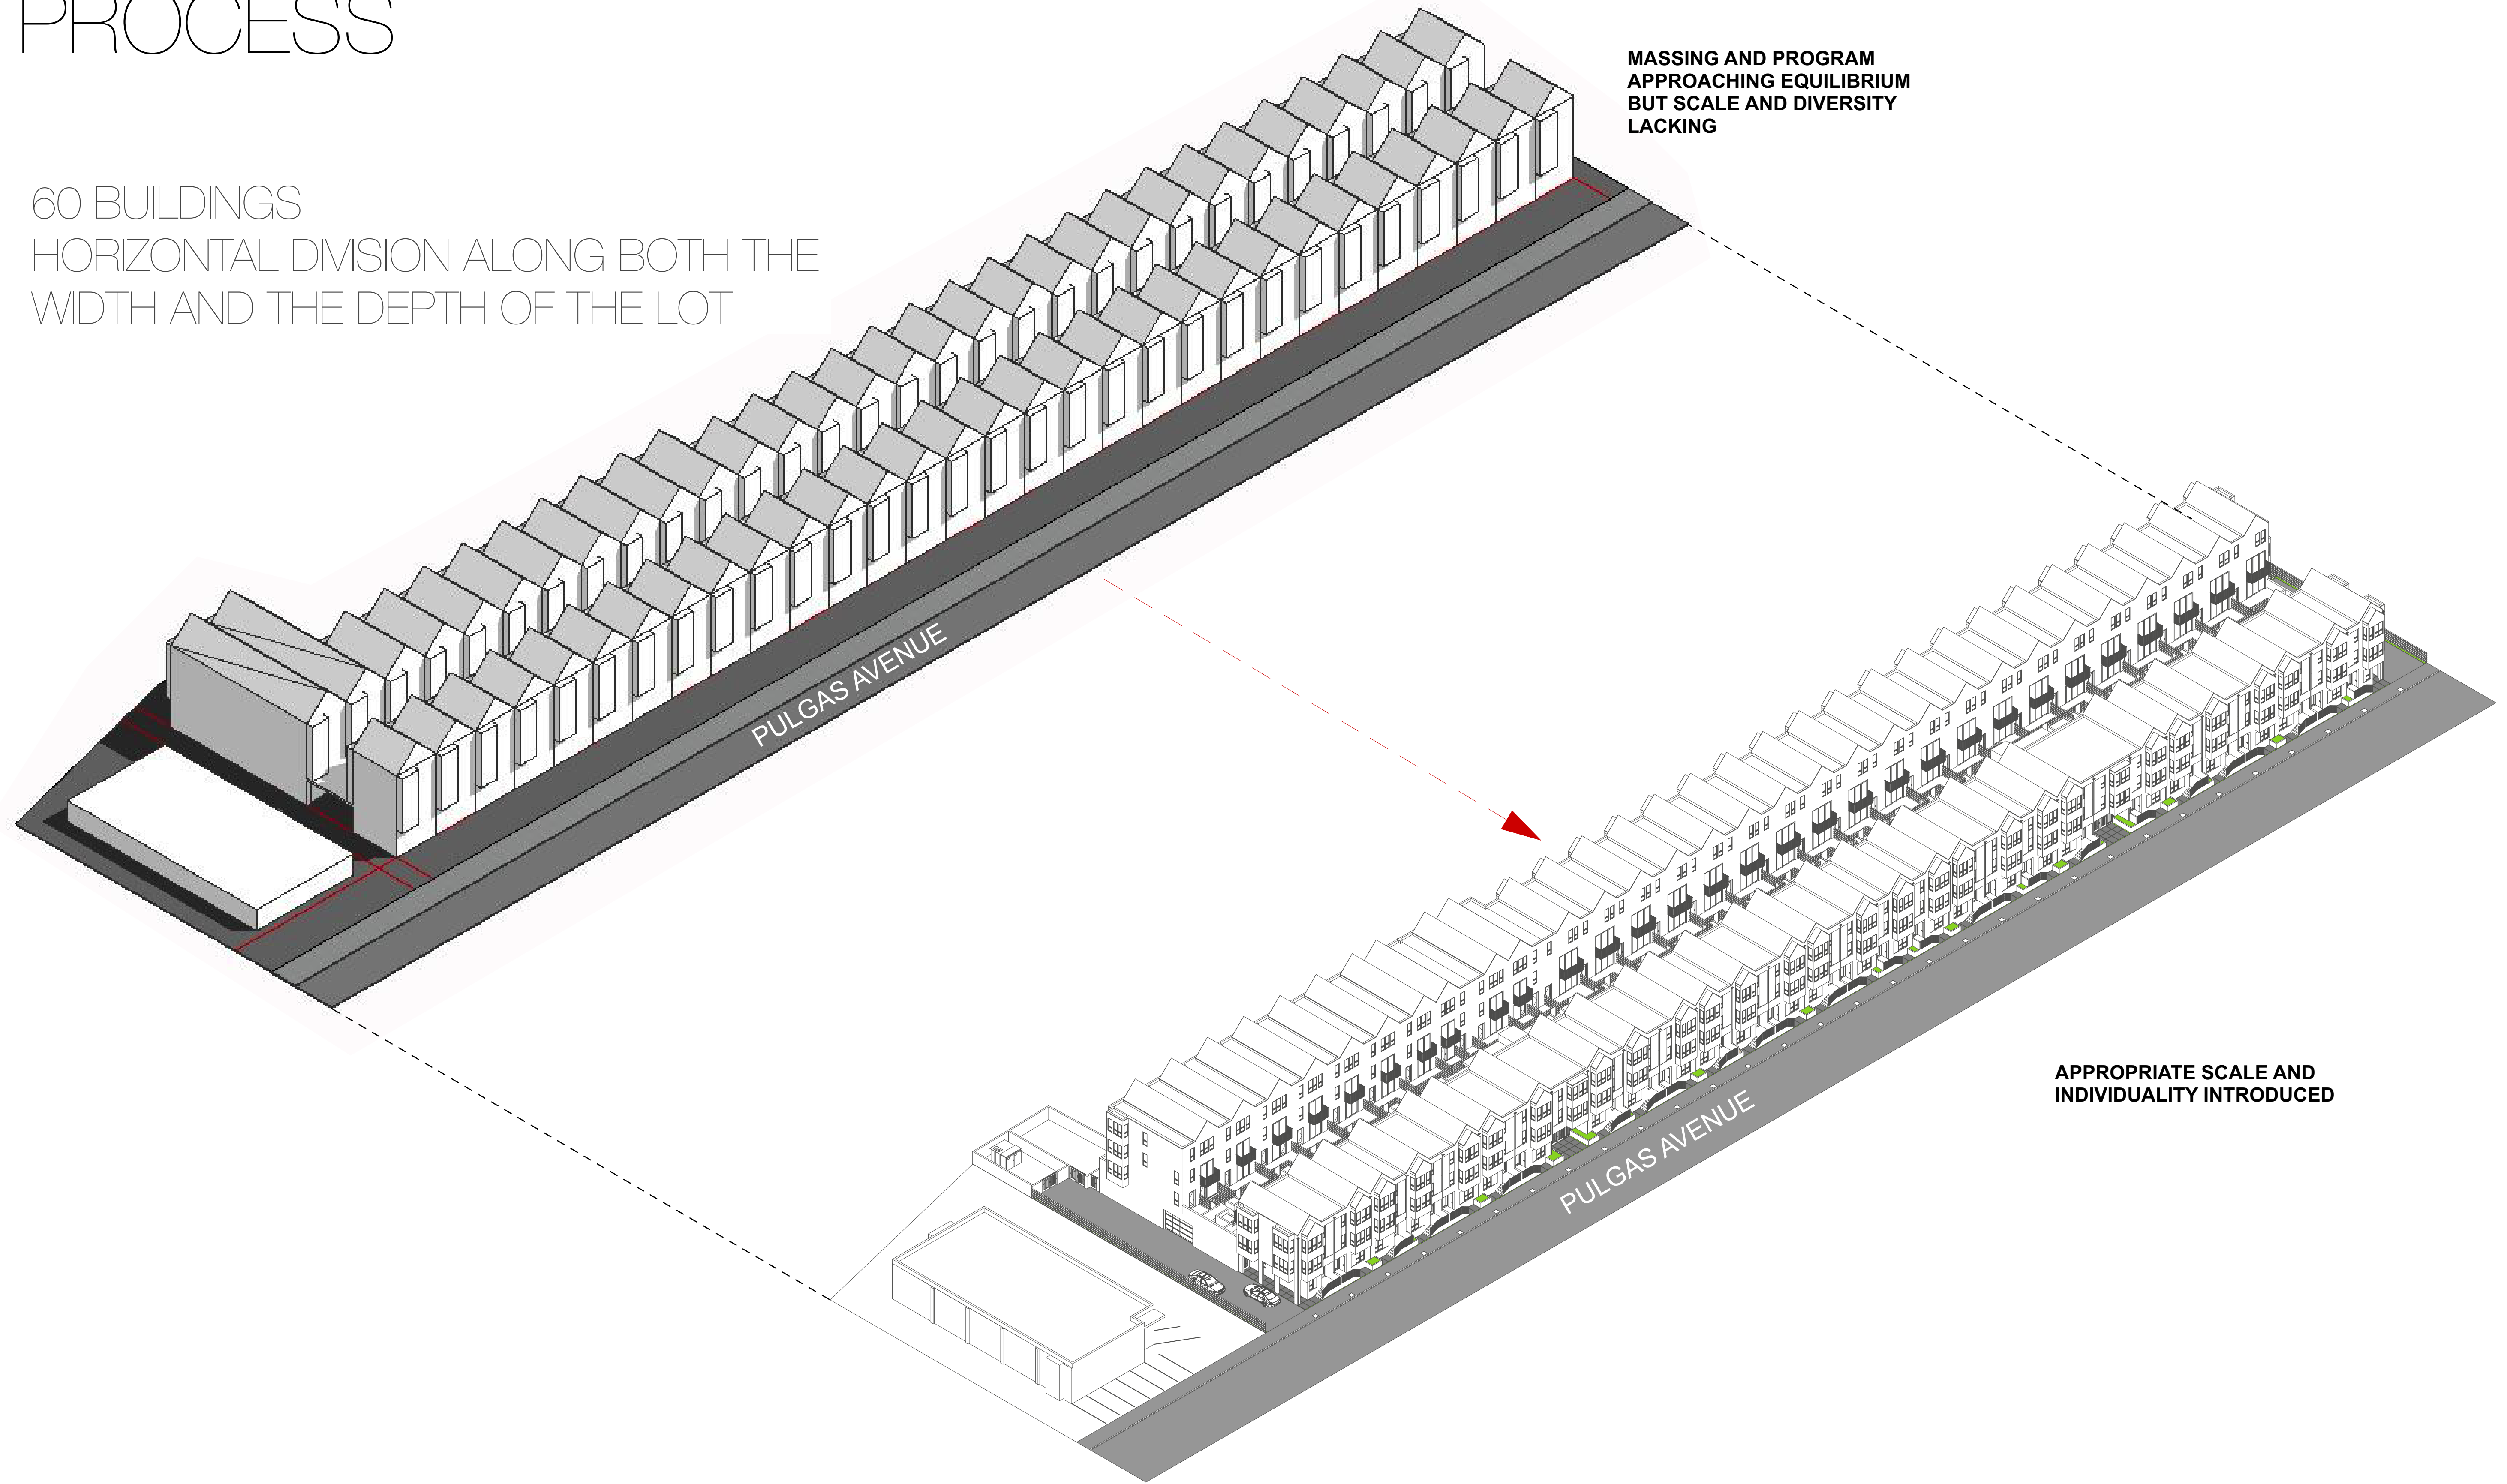 PROCESS
60 BUILDINGS
HORIZONTAL DIVISION ALONG BOTH THE
WIDTH AND THE DEPTH OF THE LOT
MASSING AND PROGRAM
APPROACHING EQUILIBRIUM
BUT SCALE AND DIVERSITY
LACKING
PULGAS AVENUE
APPROPRIATE SCALE AND
INDIVIDUALITY INTRODUCED
PULGAS AVENUE